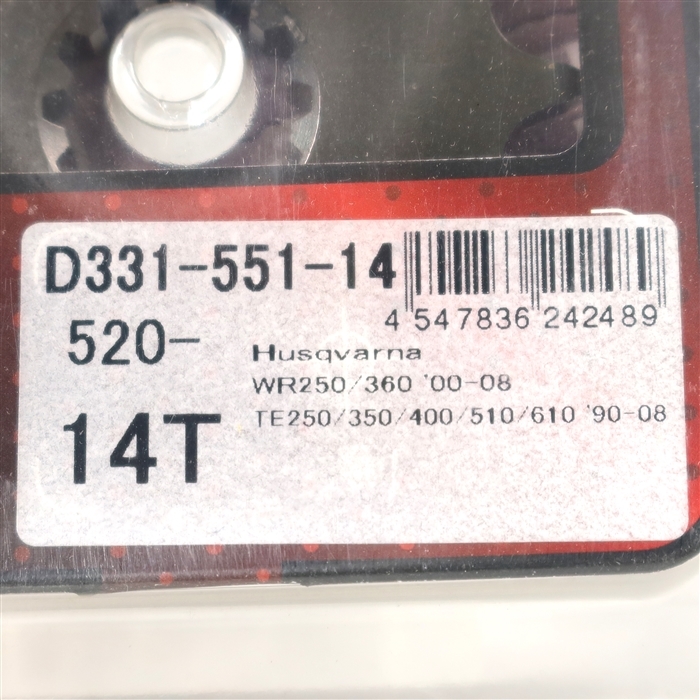 D331-551-14
4 547836 242489
520-
Husqvarna
WR250/360 '00-08
14T
TE250/350/400/510/610 '90-08